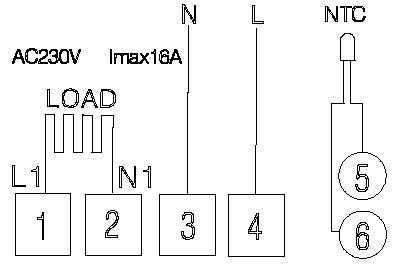 N L NTC
AC230V Imax16A
LOAD
L1 N1
1 2 3 4
5
6